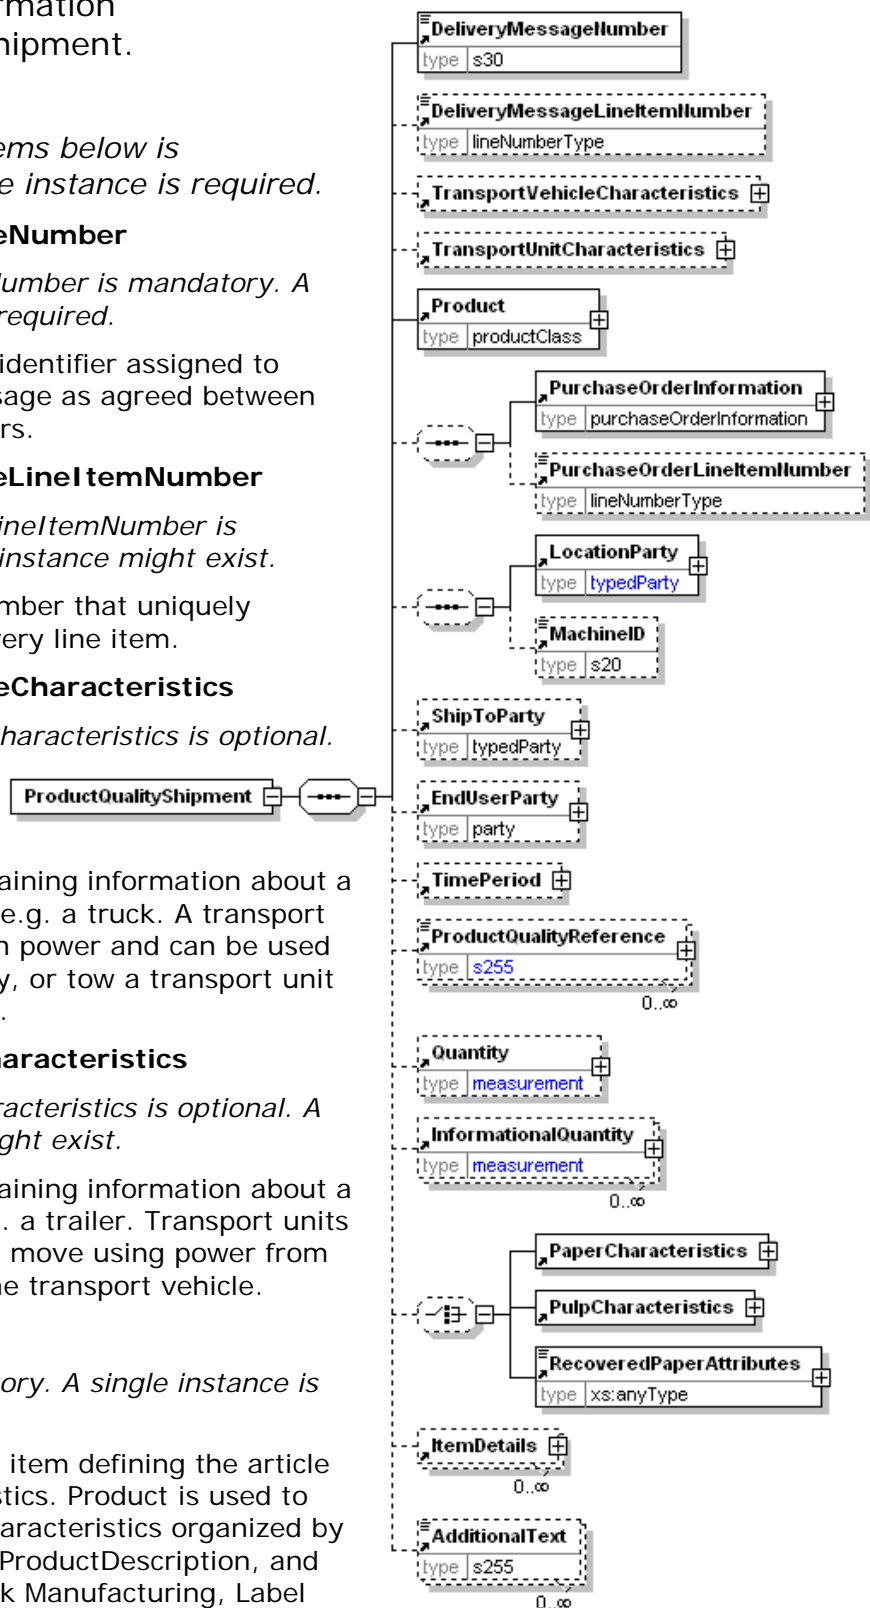 rmation
hipment.
ems below is
e instance is required.
eNumber
Number is mandatory. A
required.
identifier assigned to
sage as agreed between
ers.
eLineItemNumber
LineItemNumber is
instance might exist.
mber that uniquely
very line item.
eCharacteristics
Characteristics is optional.
aining information about a
e.g. a truck. A transport
n power and can be used
y, or tow a transport unit
.
haracteristics
racteristics is optional. A
ght exist.
aining information about a
. a trailer. Transport units
move using power from
he transport vehicle.
ory. A single instance is
item defining the article
stics. Product is used to
aracteristics organized by
ProductDescription, and
k Manufacturing, Label
ProductQualityShipment
DeliveryMessageNumber
type s30
DeliveryMessageLineItemNumber
type lineNumberType
TransportVehicleCharacteristics
TransportUnitCharacteristics
Product
type productClass
PurchaseOrderInformation
type purchaseOrderInformation
PurchaseOrderLineItemNumber
type lineNumberType
LocationParty
type typedParty
MachineID
type s20
ShipToParty
type typedParty
EndUserParty
type party
TimePeriod
ProductQualityReference
type s255
0..∞
Quantity
type measurement
InformationalQuantity
type measurement
0..∞
PaperCharacteristics
PulpCharacteristics
RecoveredPaperAttributes
type xs:anyType
ItemDetails
0..∞
AdditionalText
type s255
0..∞